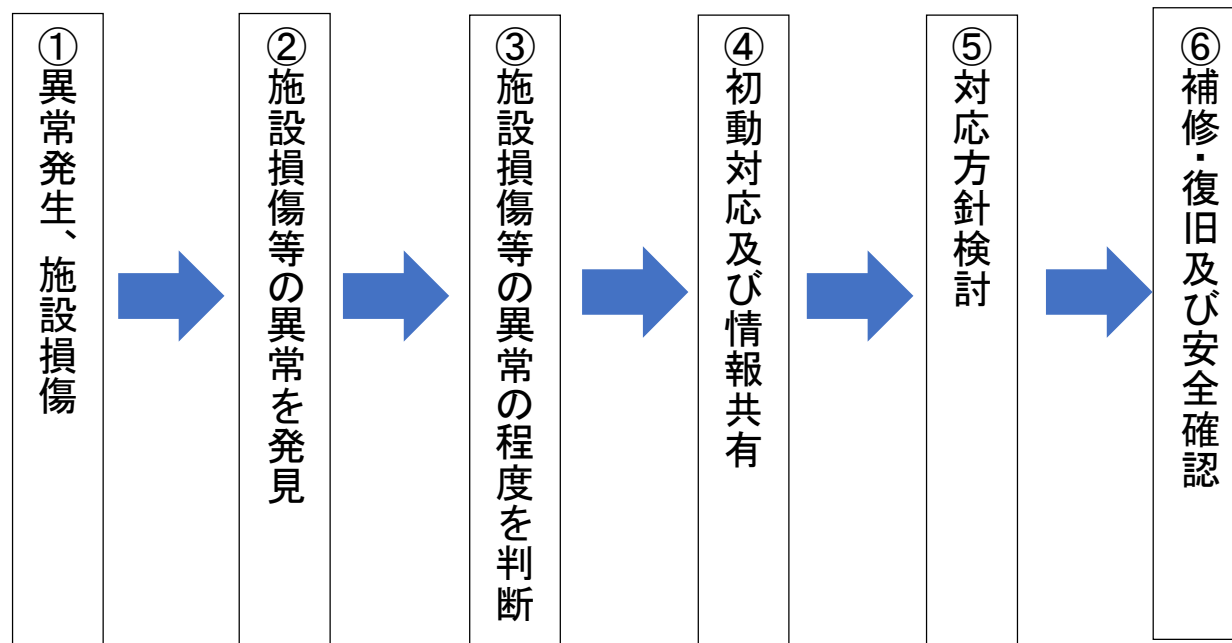 ①異常発生、施設損傷
②施設損傷等の異常を発見
③施設損傷等の異常の程度を判断
④初動対応及び情報共有
⑤対応方針検討
⑥補修・復旧及び安全確認